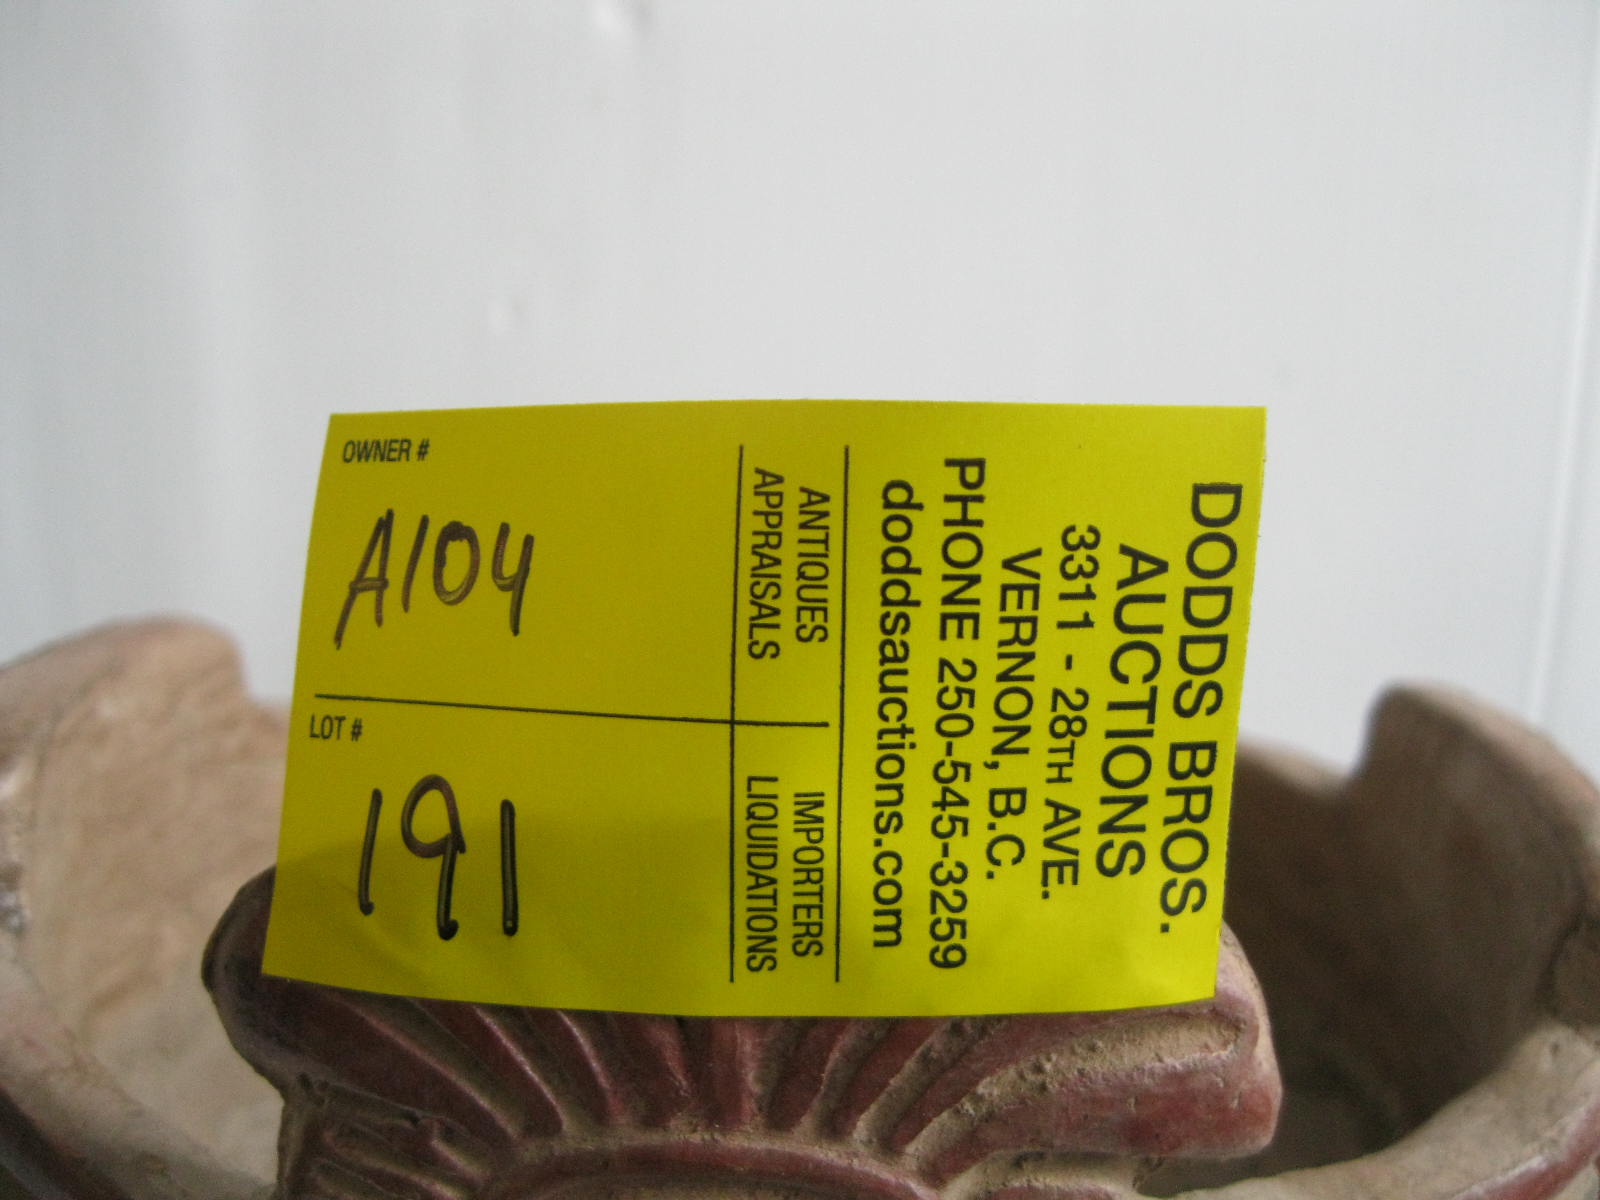 DODDS BROS.
AUCTIONS
3311 - 28TH AVE.
VERNON, B.C.
PHONE 250-545-3259
doddsauctions.com
ANTIQUES
APPRAISALS
IMPORTERS
LIQUIDATIONS
OWNER #
A104
LOT #
191